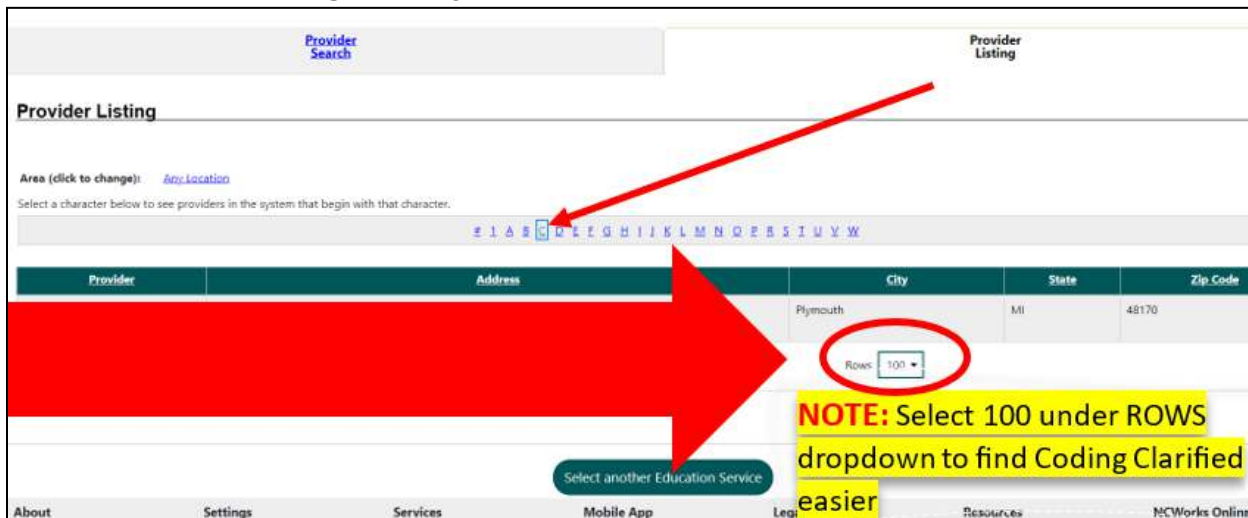 Provider
Search
Provider
Listing
Provider Listing
Area (click to change): Any Location
Select a character below to see providers in the system that begin with that character.
# 1 A B C D E F G H I J K L M N O P R S T U V W
Provider Address City State Zip Code
Plymouth MI 48170
Rows 100
NOTE: Select 100 under ROWS
dropdown to find Coding Clarified
easier
Select another Education Service
About Settings Services Mobile App Resources NCWorks